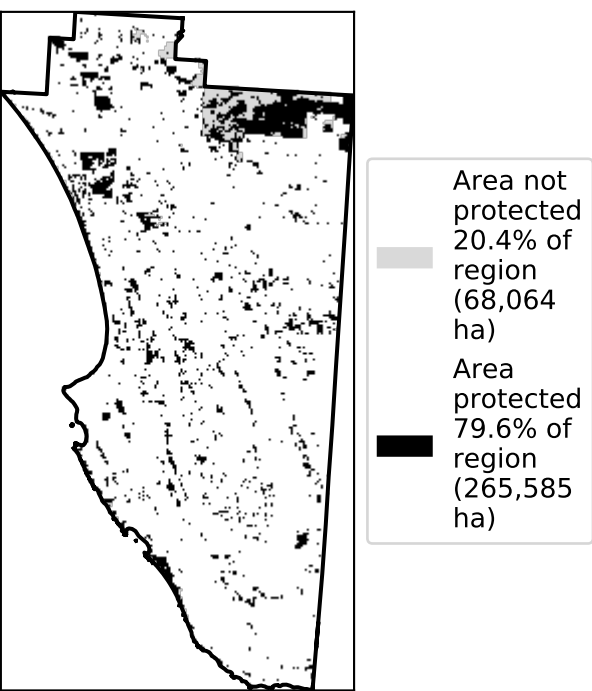 Area not
protected
20.4% of
region
(68,064
ha)
Area
protected
79.6% of
region
(265,585
ha)